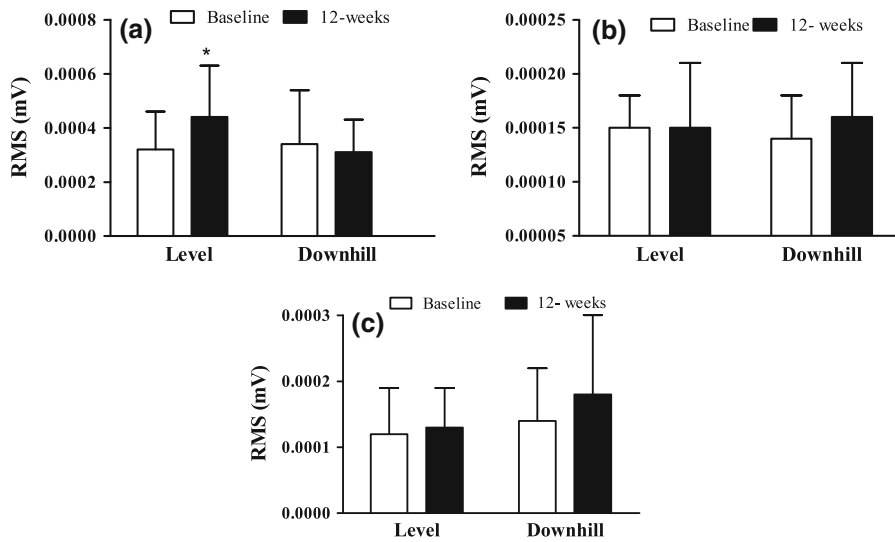 (a)
Baseline 12-weeks
RMS (mV)
0.0008
0.0006
0.0004
0.0002
0.0000
*
Level Downhill
(b)
Baseline 12- weeks
RMS (mV)
0.00025
0.00020
0.00015
0.00010
0.00005
Level Downhill
(c)
Baseline 12- weeks
RMS (mV)
0.0003
0.0002
0.0001
0.0000
Level Downhill